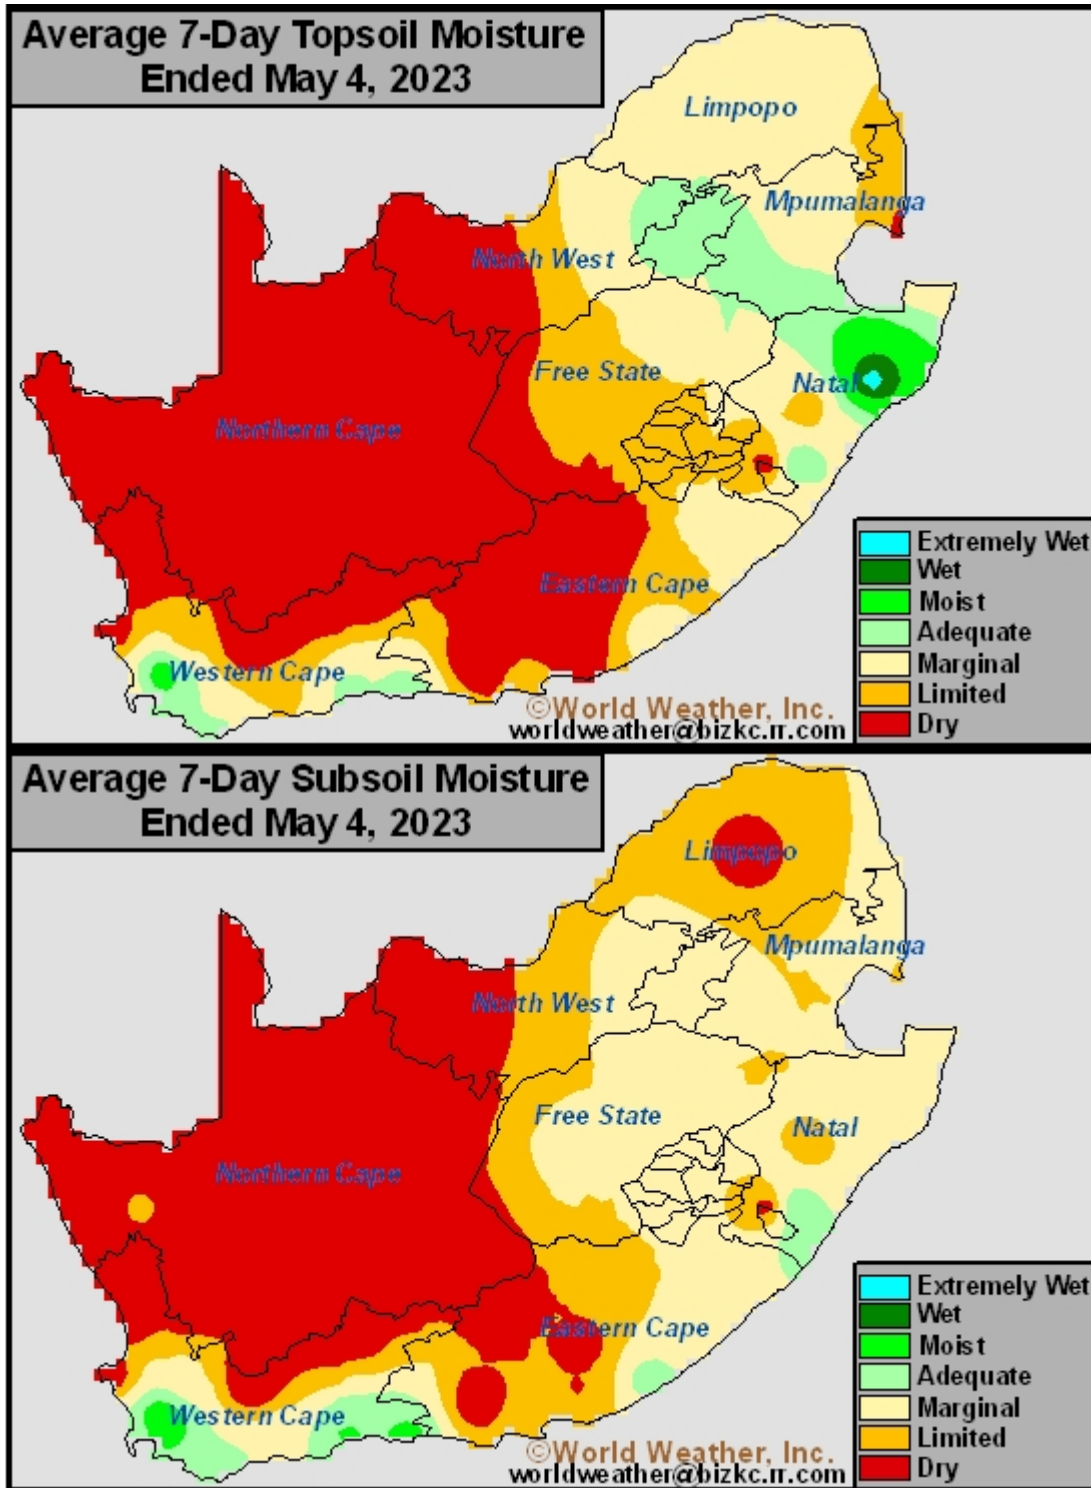 Average 7-Day Topsoil Moisture
Ended May 4, 2023
Limpopo
Mpumalanga
North West
Free State
Natal
Northern Cape
Eastern Cape
Western Cape
Extremely Wet
Wet
Moist
Adequate
Marginal
Limited
Dry
©World Weather, Inc.
worldweather@bizkc.rr.com
Average 7-Day Subsoil Moisture
Ended May 4, 2023
Limpopo
Mpumalanga
North West
Free State
Natal
Northern Cape
Eastern Cape
Western Cape
Extremely Wet
Wet
Moist
Adequate
Marginal
Limited
Dry
©World Weather, Inc.
worldweather@bizkc.rr.com